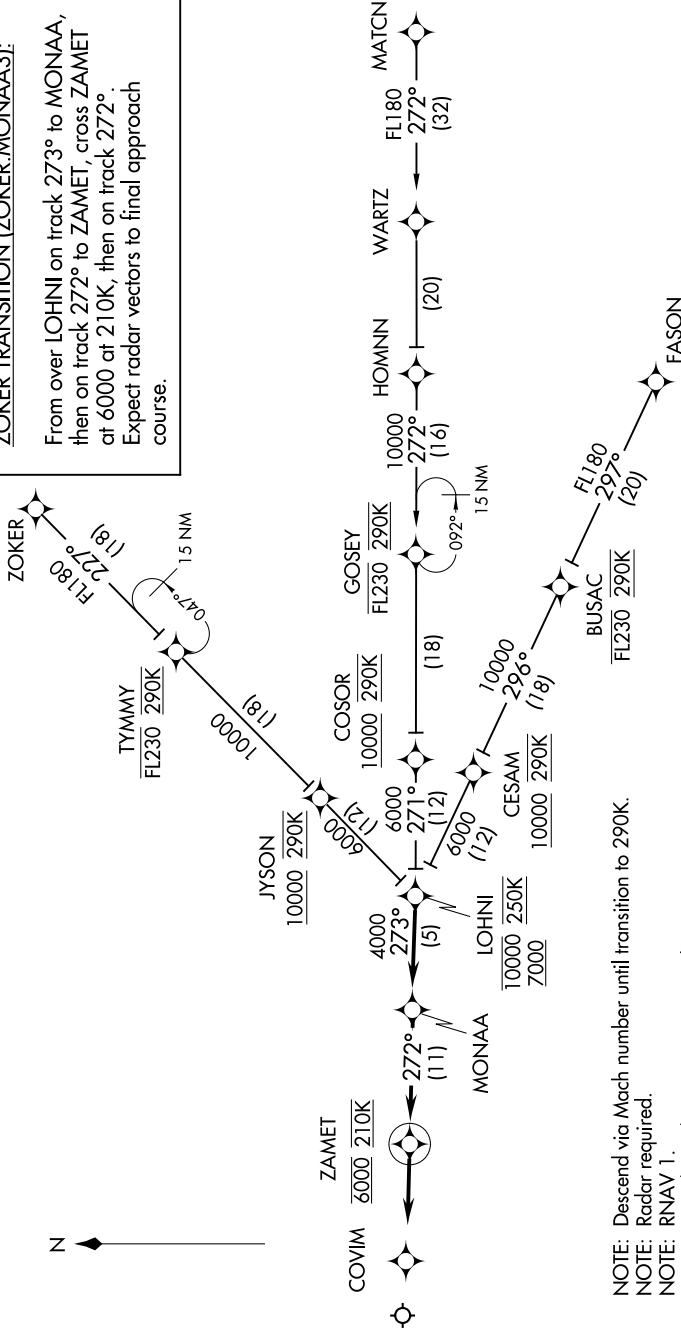 ZOKER TRANSITION (ZOKER.MONAA3):
From over LOHNI on track 273° to MONAA,
then on track 272° to ZAMET, cross ZAMET
at 6000 at 210K, then on track 272°.
Expect radar vectors to final approach
course.
N
ZOKER
FL180
227°
(18)
15 NM
047°
TYMMY
FL230 290K
10000
(18)
JYSON
10000 290K
6000
(12)
MATCN
FL180
272°
(32)
WARTZ
(20)
HOMNN
10000
272°
(16)
GOSEY
FL230 290K
092°
15 NM
(18)
COSOR
10000 290K
6000
271°
(12)
FASON
FL180
297°
(20)
BUSAC
FL230 290K
10000
296°
(18)
CESAM
10000 290K
6000
(12)
LOHNI
10000 250K
7000
4000
273°
(5)
MONAA
272°
(11)
ZAMET
6000 210K
COVIM
NOTE: Descend via Mach number until transition to 290K.
NOTE: Radar required.
NOTE: RNAV 1.